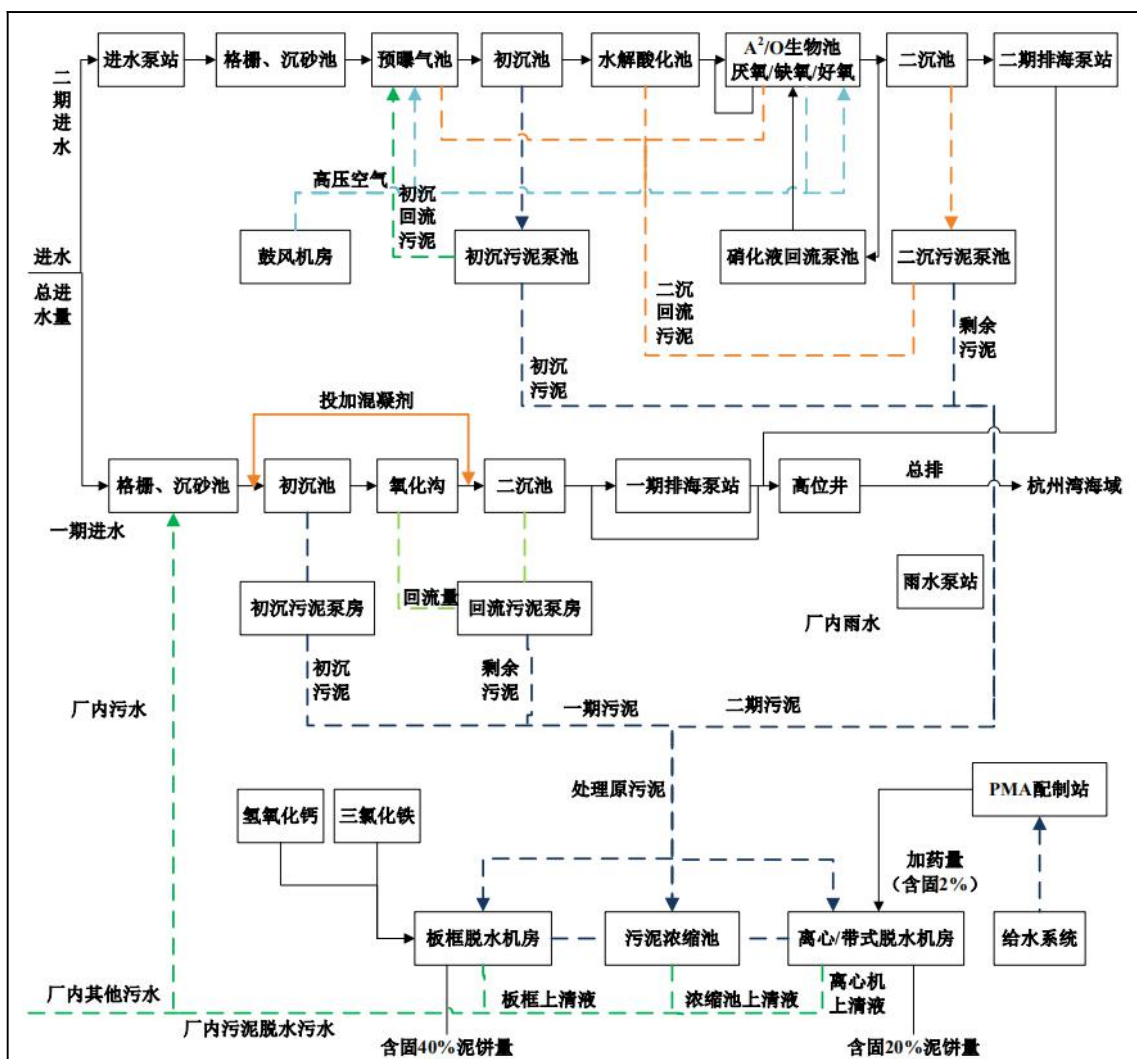 二期进水
进水泵站
格栅、沉砂池
预曝气池
初沉池
水解酸化池
A²/O生物池
厌氧/缺氧/好氧
二沉池
二期排海泵站
高压空气
初沉
回流
污泥
鼓风机房
初沉污泥泵池
硝化液回流泵池
二沉污泥泵池
进水
总进
水量
二沉
回流
污泥
剩余
污泥
初沉
污泥
投加混凝剂
格栅、沉砂池
初沉池
氧化沟
二沉池
一期排海泵站
高位井
总排
杭州湾海域
一期进水
初沉污泥泵房
回流量
回流污泥泵房
雨水泵站
厂内雨水
初沉
污泥
剩余
污泥
厂内污水
一期污泥
二期污泥
处理原污泥
氢氧化钙
三氯化铁
PMA配制站
加药量
（含固2%）
板框脱水机房
污泥浓缩池
离心/带式脱水机房
给水系统
厂内其他污水
板框上清液
浓缩池上清液
离心机
上清液
厂内污泥脱水污水
含固40%泥饼量
含固20%泥饼量